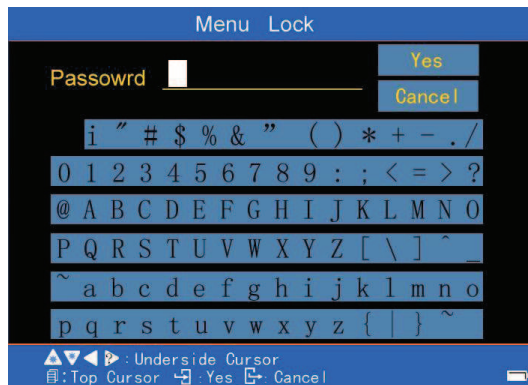 Menu Lock
Passowrd
Yes
Cancel
i ″ # $ % & ” ( ) * + - . /
0 1 2 3 4 5 6 7 8 9 : ; < = > ?
@ A B C D E F G H I J K L M N O
P Q R S T U V W X Y Z [ \ ] ^ _
~ a b c d e f g h i j k l m n o
p q r s t u v w x y z { | } ~
: Underside Cursor
: Top Cursor : Yes : Cancel